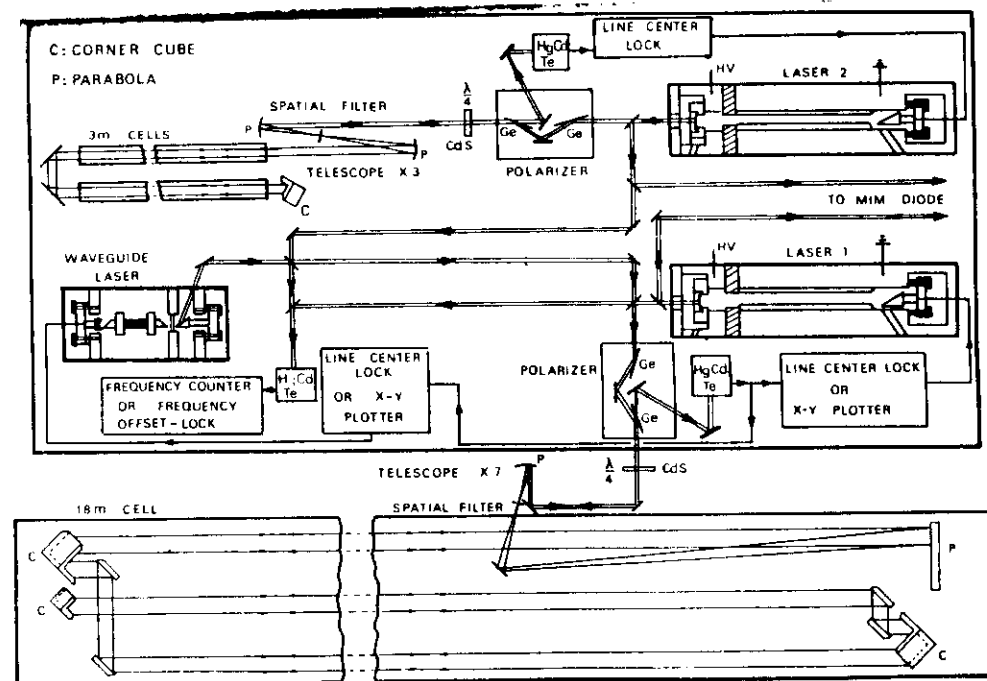 C: CORNER CUBE
P: PARABOLA
HgCd
Te
LINE CENTER
LOCK
HV
LASER 2
λ/4
SPATIAL FILTER
P
Ge
Ge
CdS
3m CELLS
P
TELESCOPE X 3
POLARIZER
C
TO MIM DIODE
WAVEGUIDE
LASER
HV
LASER 1
LINE CENTER
LOCK
OR X-Y
PLOTTER
POLARIZER
Ge
HgCd
Te
LINE CENTER LOCK
OR
X-Y PLOTTER
FREQUENCY COUNTER
OR FREQUENCY
OFFSET-LOCK
Cd
Te
Ge
TELESCOPE X 7
P
λ/4
CdS
18m CELL
SPATIAL FILTER
C
P
C
C